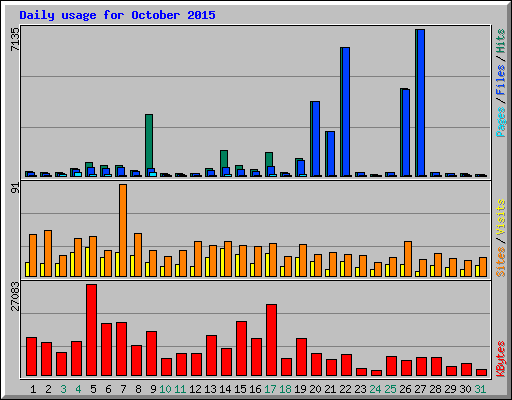 Daily usage for October 2015
7135
Pages / Files / Hits
91
Sites / Visits
27083
KBytes
1 2 3 4 5 6 7 8 9 10 11 12 13 14 15 16 17 18 19 20 21 22 23 24 25 26 27 28 29 30 31